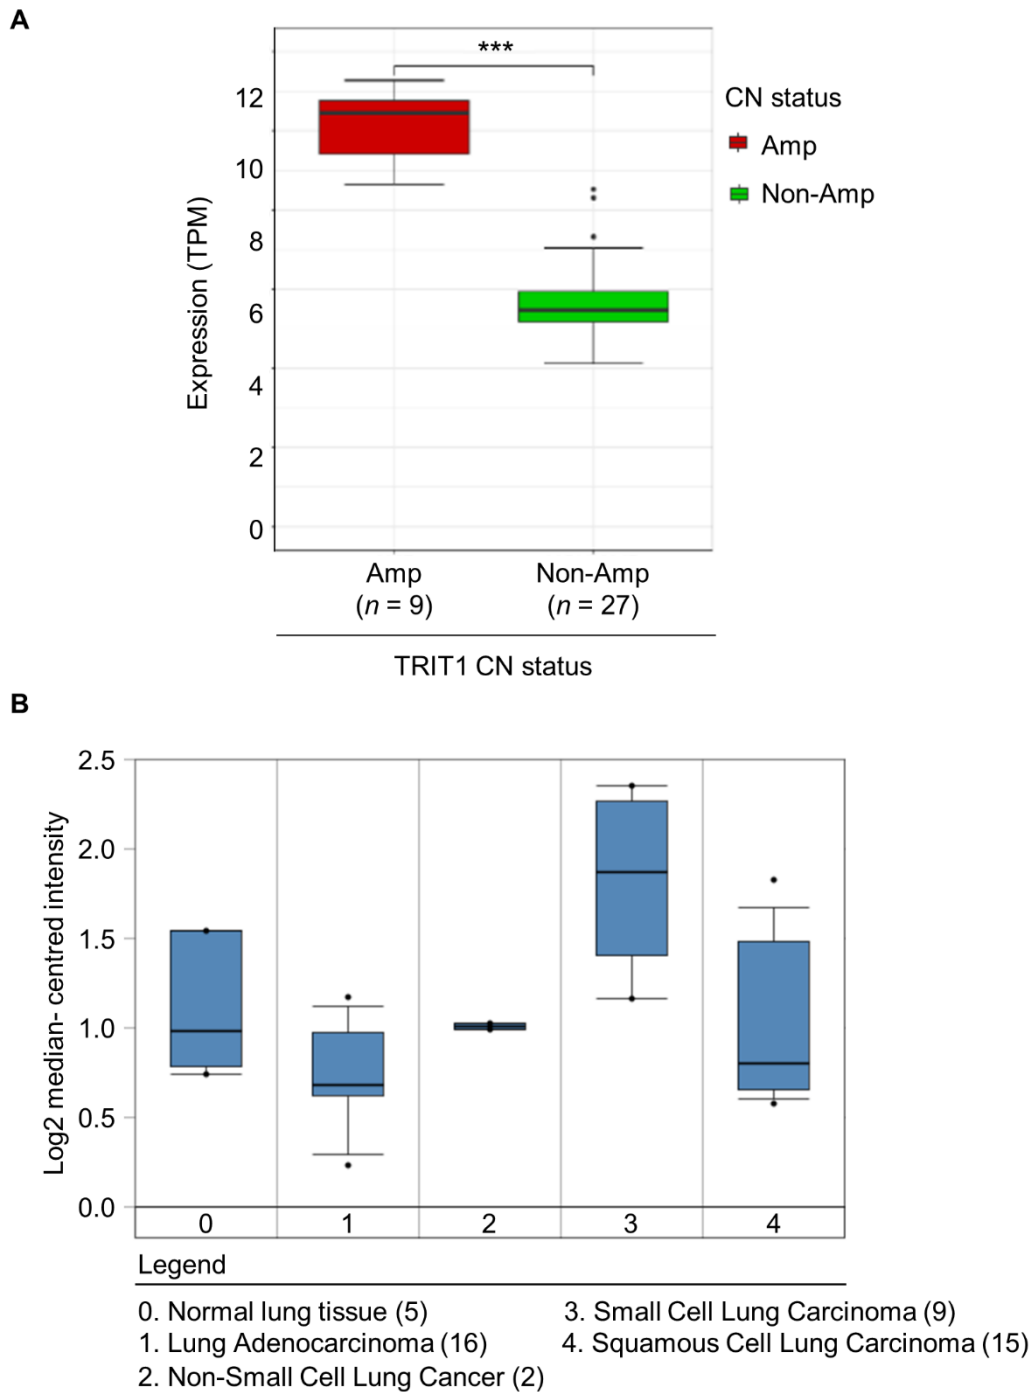 A
***
12
10
8
6
4
2
0
Expression (TPM)
CN status
Amp
Non-Amp
Amp
(n = 9)
Non-Amp
(n = 27)
TRIT1 CN status
B
2.5
2.0
1.5
1.0
0.5
0.0
Log2 median- centred intensity
0 1 2 3 4
Legend
0. Normal lung tissue (5)
1. Lung Adenocarcinoma (16)
2. Non-Small Cell Lung Cancer (2)
3. Small Cell Lung Carcinoma (9)
4. Squamous Cell Lung Carcinoma (15)